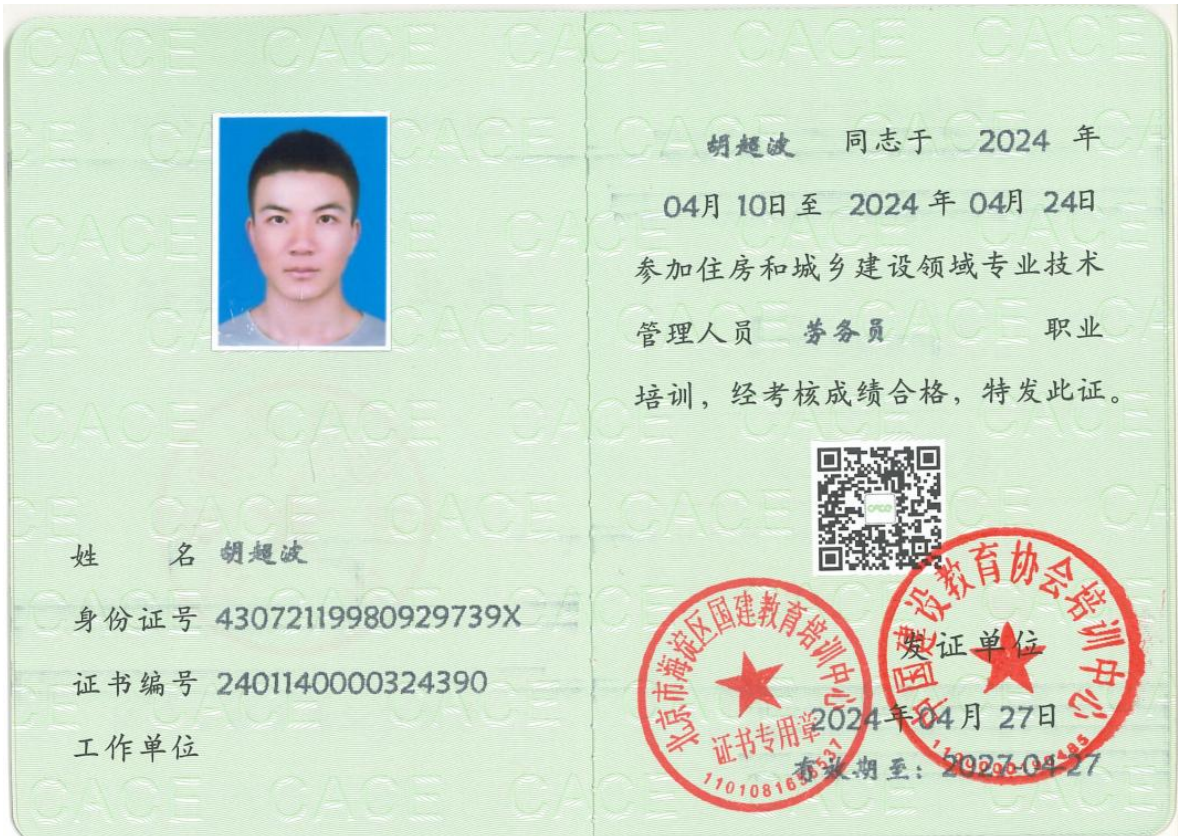 姓 名 胡超波
身份证号 43072119980929739X
证书编号 2401140000324390
工作单位
胡超波 同志于 2024 年
04月 10日 至 2024 年 04月 24日
参加住房和城乡建设领域专业技术
管理人员 劳务员 职业
培训，经考核成绩合格，特发此证。
CACE
北京市海淀区国建教育培训中心
证书专用章
中国建设教育协会培训中心
发证单位
2024 年 04 月 27日
有效期至：2027-04-27